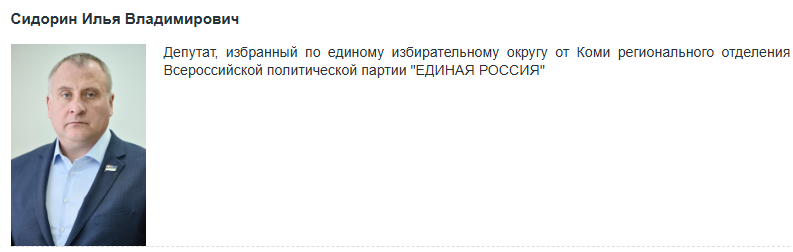 Сидорин Илья Владимирович
Депутат, избранный по единому избирательному округу от Коми регионального отделения
Всероссийской политической партии "ЕДИНАЯ РОССИЯ"